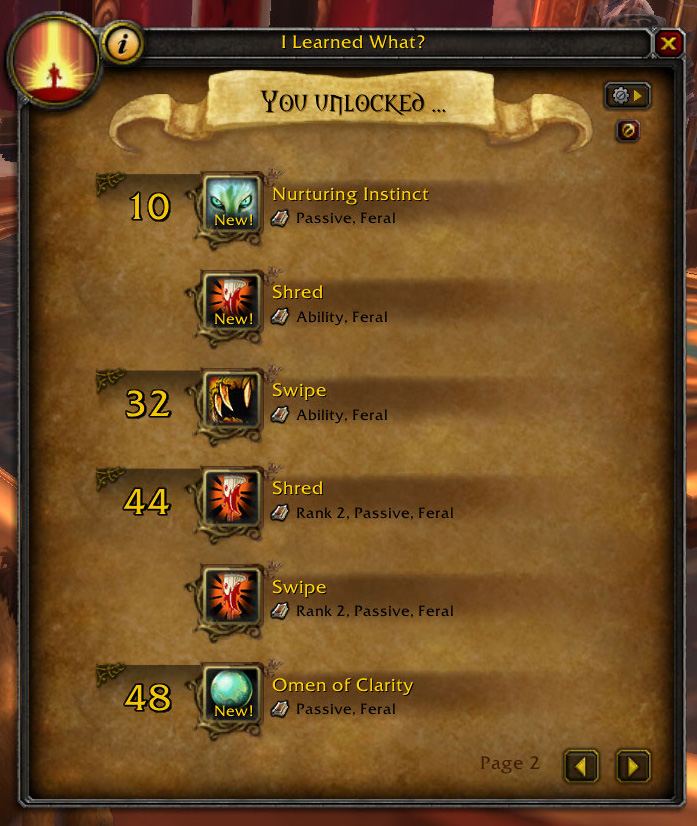 I Learned What?
You unlocked ...
10
New!
Nurturing Instinct
Passive, Feral
New!
Shred
Ability, Feral
32
Swipe
Ability, Feral
44
Shred
Rank 2, Passive, Feral
Swipe
Rank 2, Passive, Feral
48
New!
Omen of Clarity
Passive, Feral
Page 2